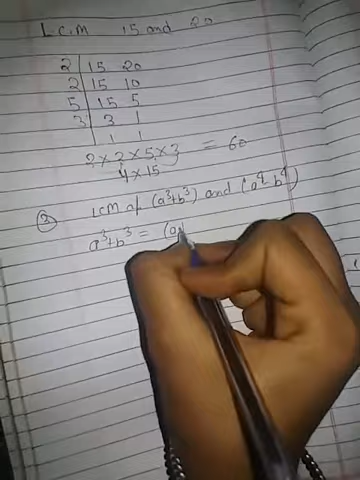 L.C.M 15 and 20
2 | 15 20
2 | 15 10
5 | 15 5
3 | 3 1
1 1
2 × 2 × 5 × 3 = 60
4 × 15
② LCM of (a³+b³) and (a⁴-b⁴)
a³+b³ = (a